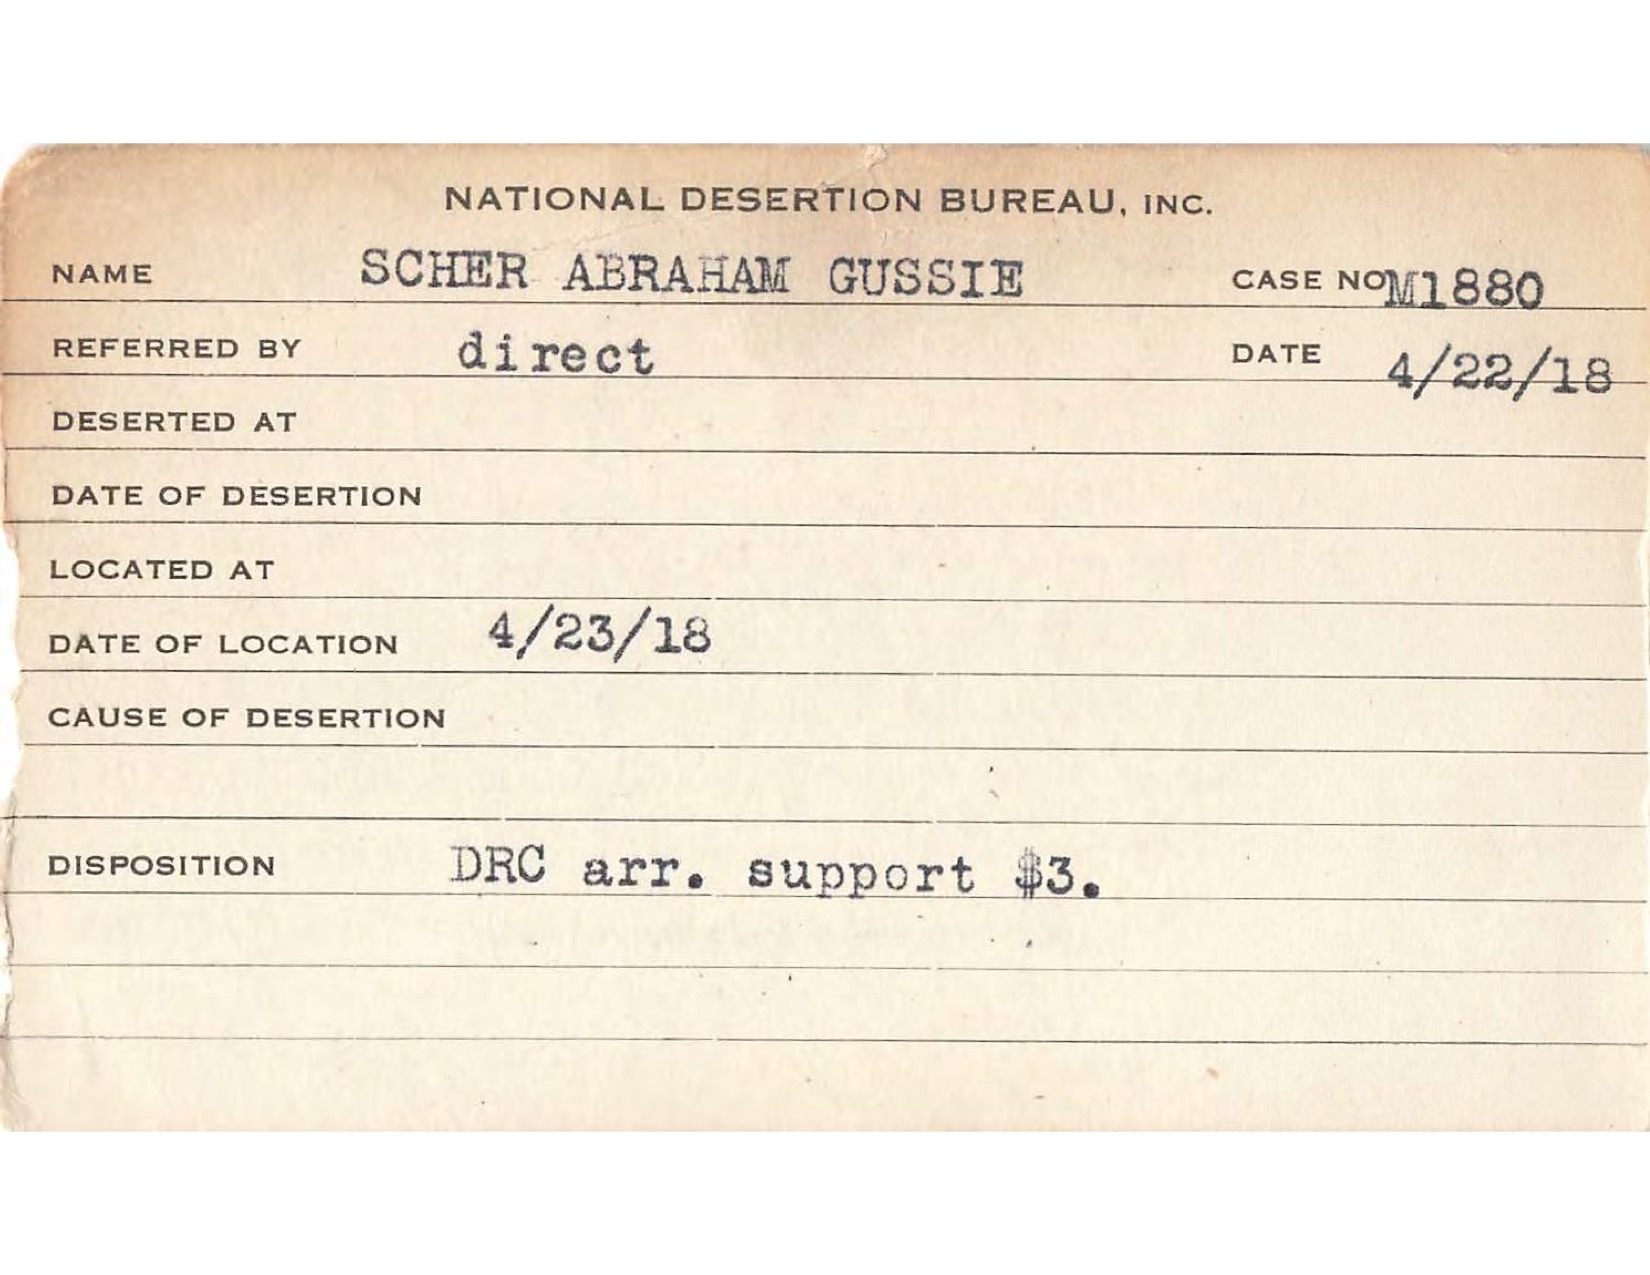 NATIONAL DESERTION BUREAU, INC.
NAME SCHER ABRAHAM GUSSIE CASE NO M1880
REFERRED BY direct DATE 4/22/18
DESERTED AT
DATE OF DESERTION
LOCATED AT
DATE OF LOCATION 4/23/18
CAUSE OF DESERTION
DISPOSITION DRC arr. support $3.